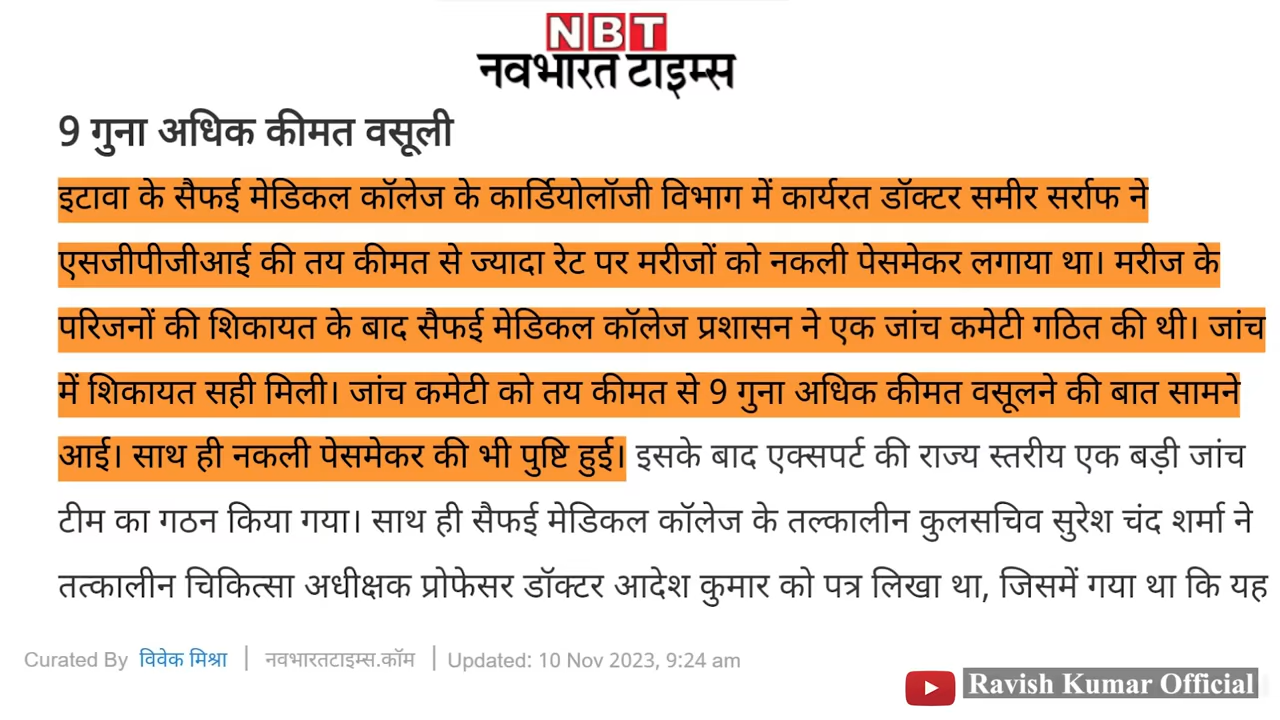 NBT
नवभारत टाइम्स
9 गुना अधिक कीमत वसूली
इटावा के सैफई मेडिकल कॉलेज के कार्डियोलॉजी विभाग में कार्यरत डॉक्टर समीर सर्राफ ने
एसजीपीजीआई की तय कीमत से ज्यादा रेट पर मरीजों को नकली पेसमेकर लगाया था। मरीज के
परिजनों की शिकायत के बाद सैफई मेडिकल कॉलेज प्रशासन ने एक जांच कमेटी गठित की थी। जांच
में शिकायत सही मिली। जांच कमेटी को तय कीमत से 9 गुना अधिक कीमत वसूलने की बात सामने
आई। साथ ही नकली पेसमेकर की भी पुष्टि हुई। इसके बाद एक्सपर्ट की राज्य स्तरीय एक बड़ी जांच
टीम का गठन किया गया। साथ ही सैफई मेडिकल कॉलेज के तल्कालीन कुलसचिव सुरेश चंद शर्मा ने
तत्कालीन चिकित्सा अधीक्षक प्रोफेसर डॉक्टर आदेश कुमार को पत्र लिखा था, जिसमें गया था कि यह
Curated By विवेक मिश्रा | नवभारतटाइम्स.कॉम | Updated: 10 Nov 2023, 9:24 am
Ravish Kumar Official